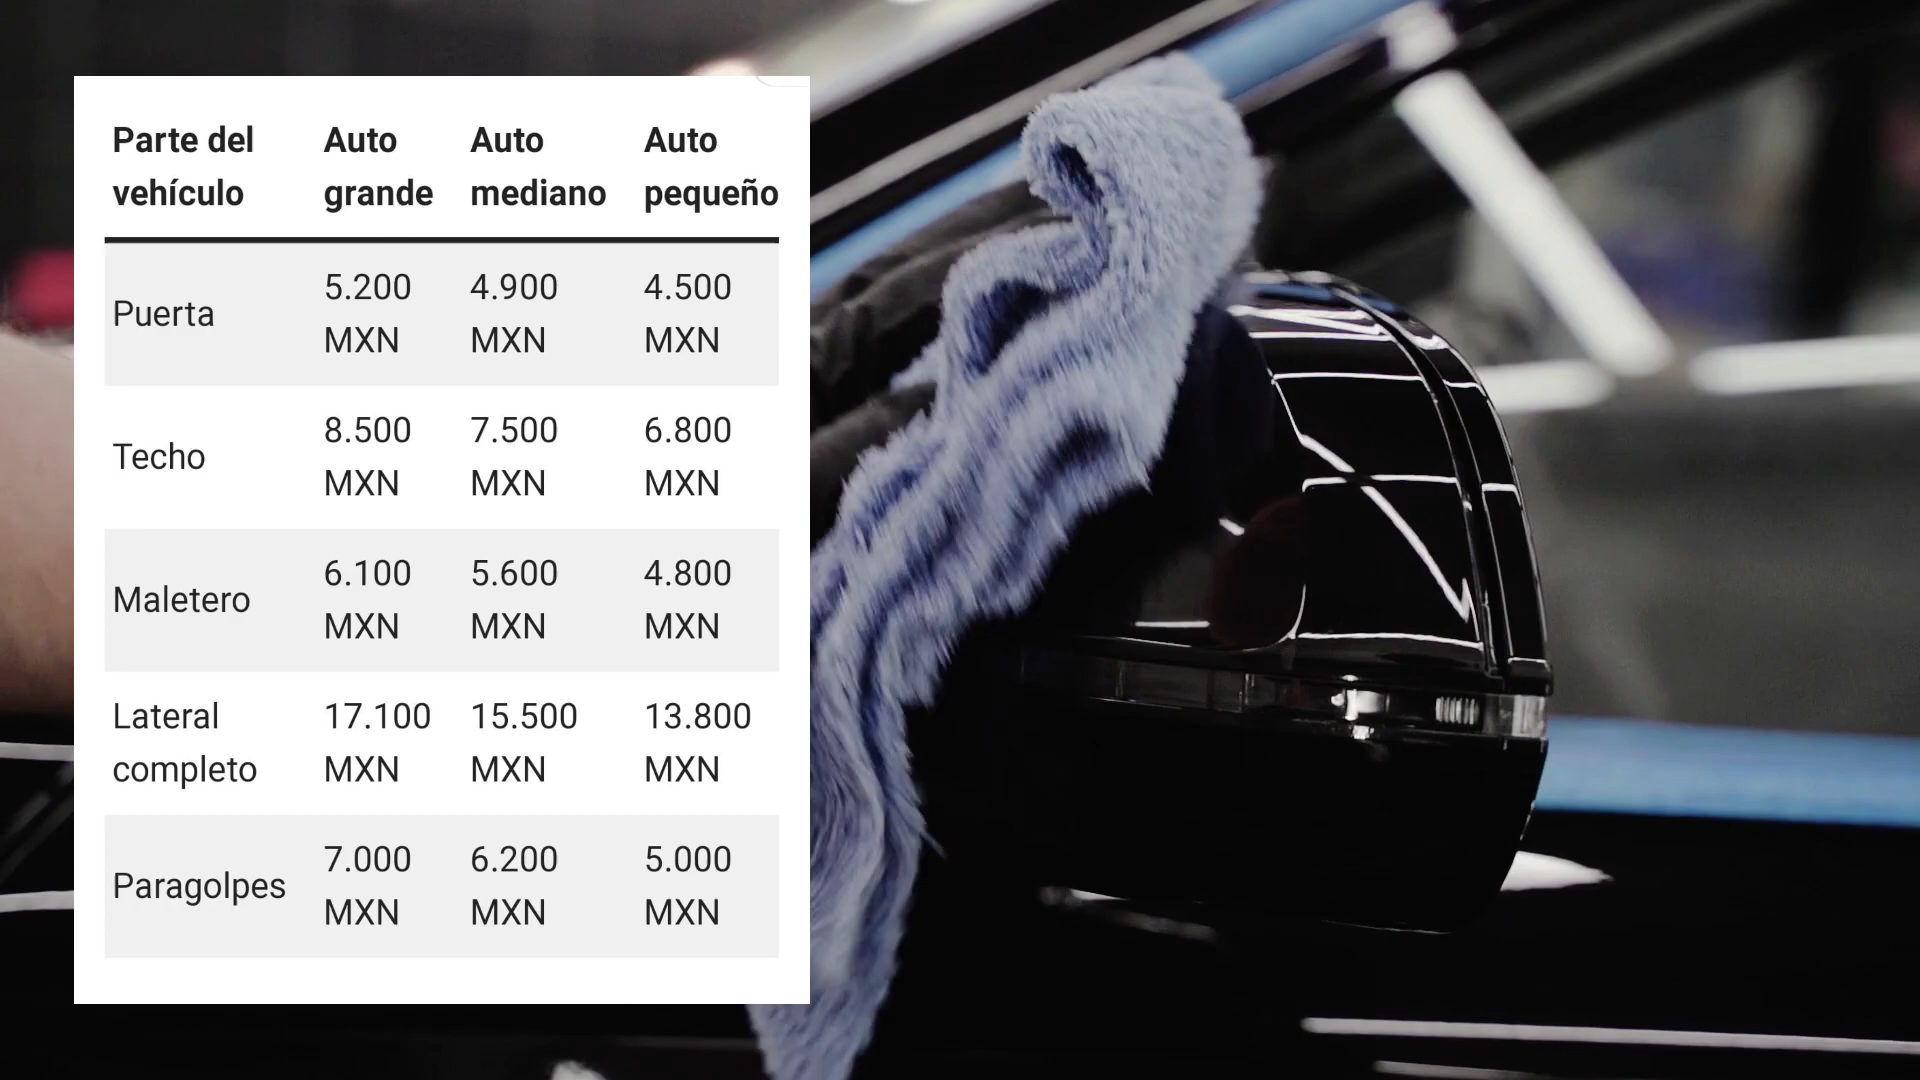 Parte del vehículo | Auto grande | Auto mediano | Auto pequeño
Puerta | 5.200 MXN | 4.900 MXN | 4.500 MXN
Techo | 8.500 MXN | 7.500 MXN | 6.800 MXN
Maletero | 6.100 MXN | 5.600 MXN | 4.800 MXN
Lateral completo | 17.100 MXN | 15.500 MXN | 13.800 MXN
Paragolpes | 7.000 MXN | 6.200 MXN | 5.000 MXN